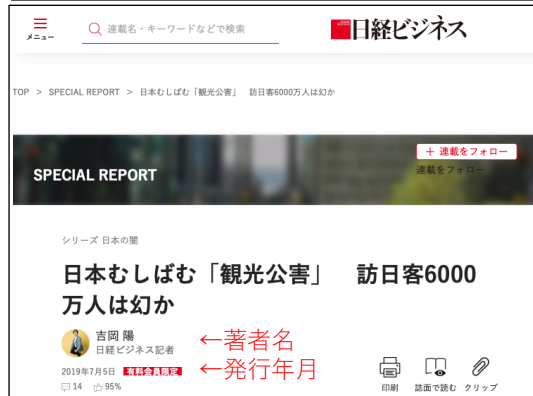 メニュー
連載名・キーワードなどで検索
日経ビジネス
TOP > SPECIAL REPORT > 日本むしばむ「観光公害」 訪日客6000万人は幻か
+ 連載をフォロー
連載をフォロー
SPECIAL REPORT
シリーズ 日本の闇
日本むしばむ「観光公害」 訪日客6000
万人は幻か
吉岡 陽 ←著者名
日経ビジネス記者
2019年7月5日 有料会員限定 ←発行年月
14 95%
印刷 誌面で読む クリップ